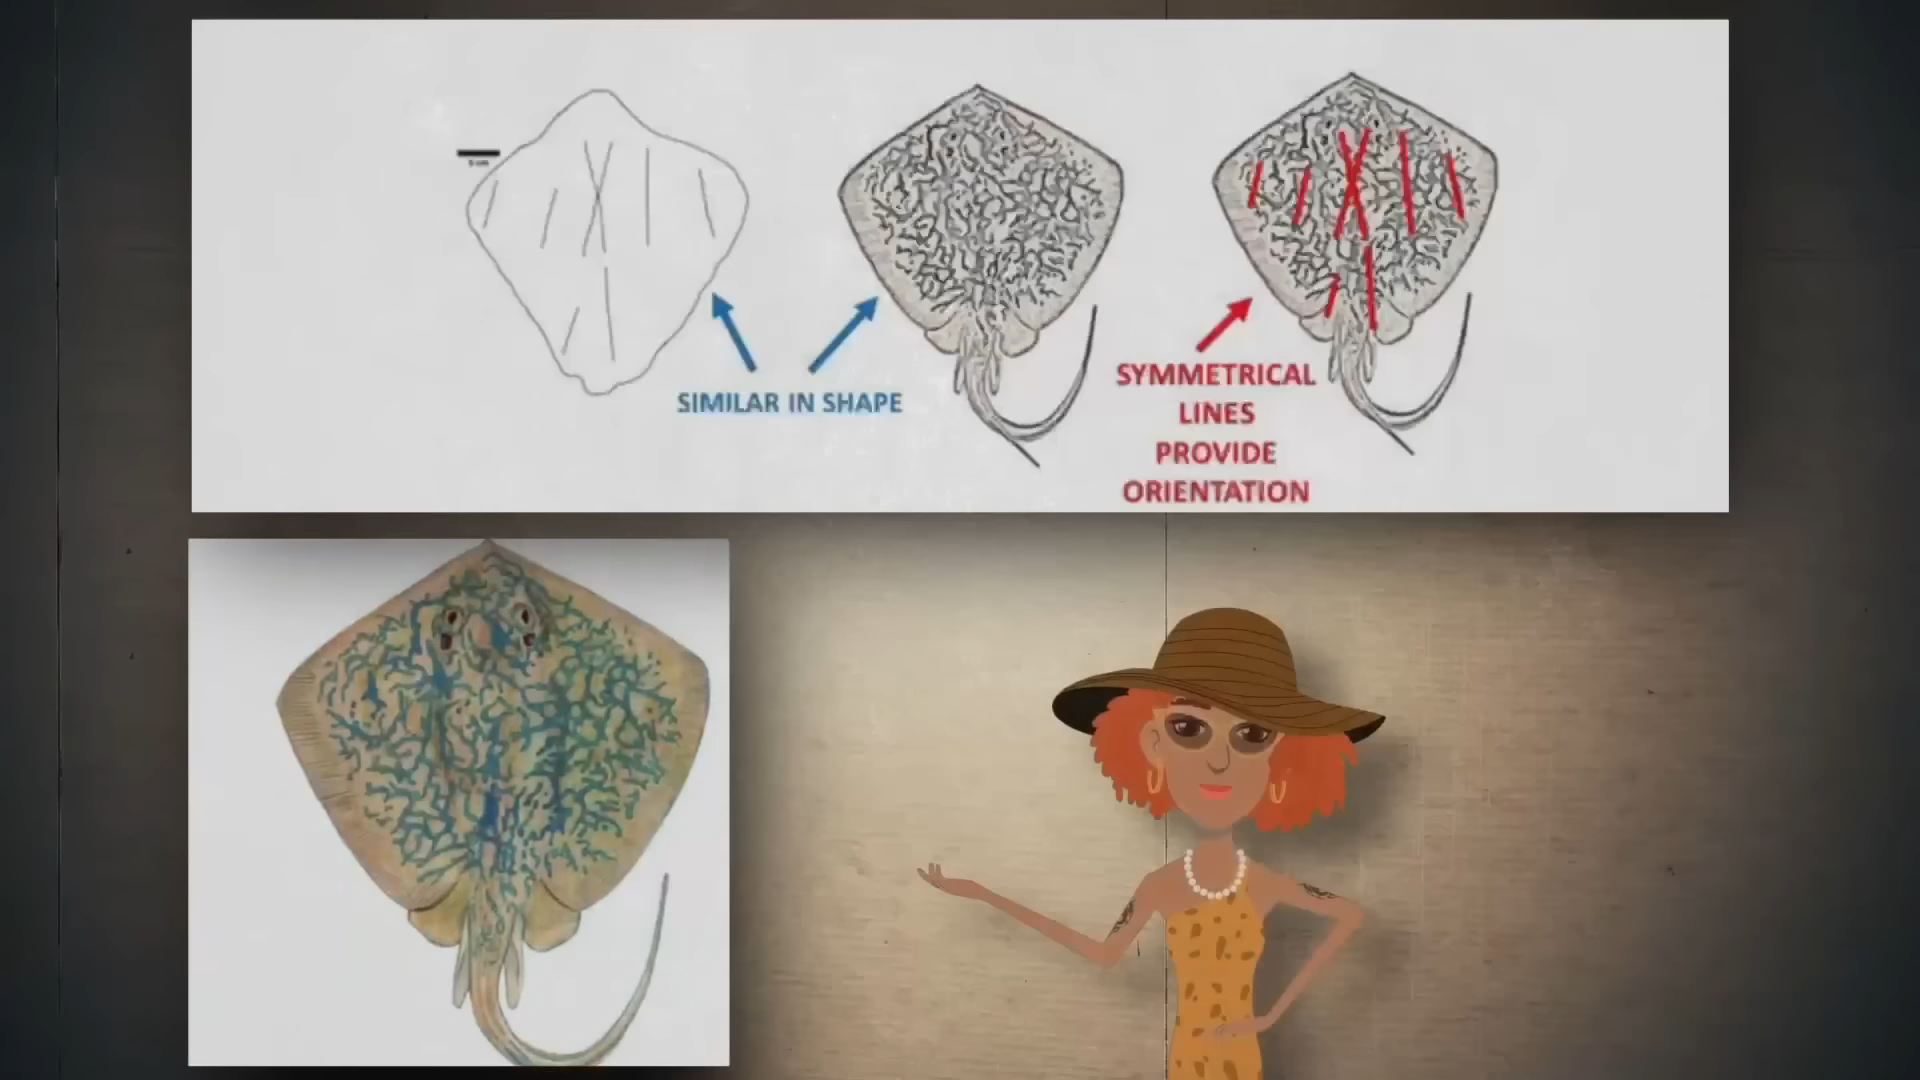 SIMILAR IN SHAPE
SYMMETRICAL
LINES
PROVIDE
ORIENTATION